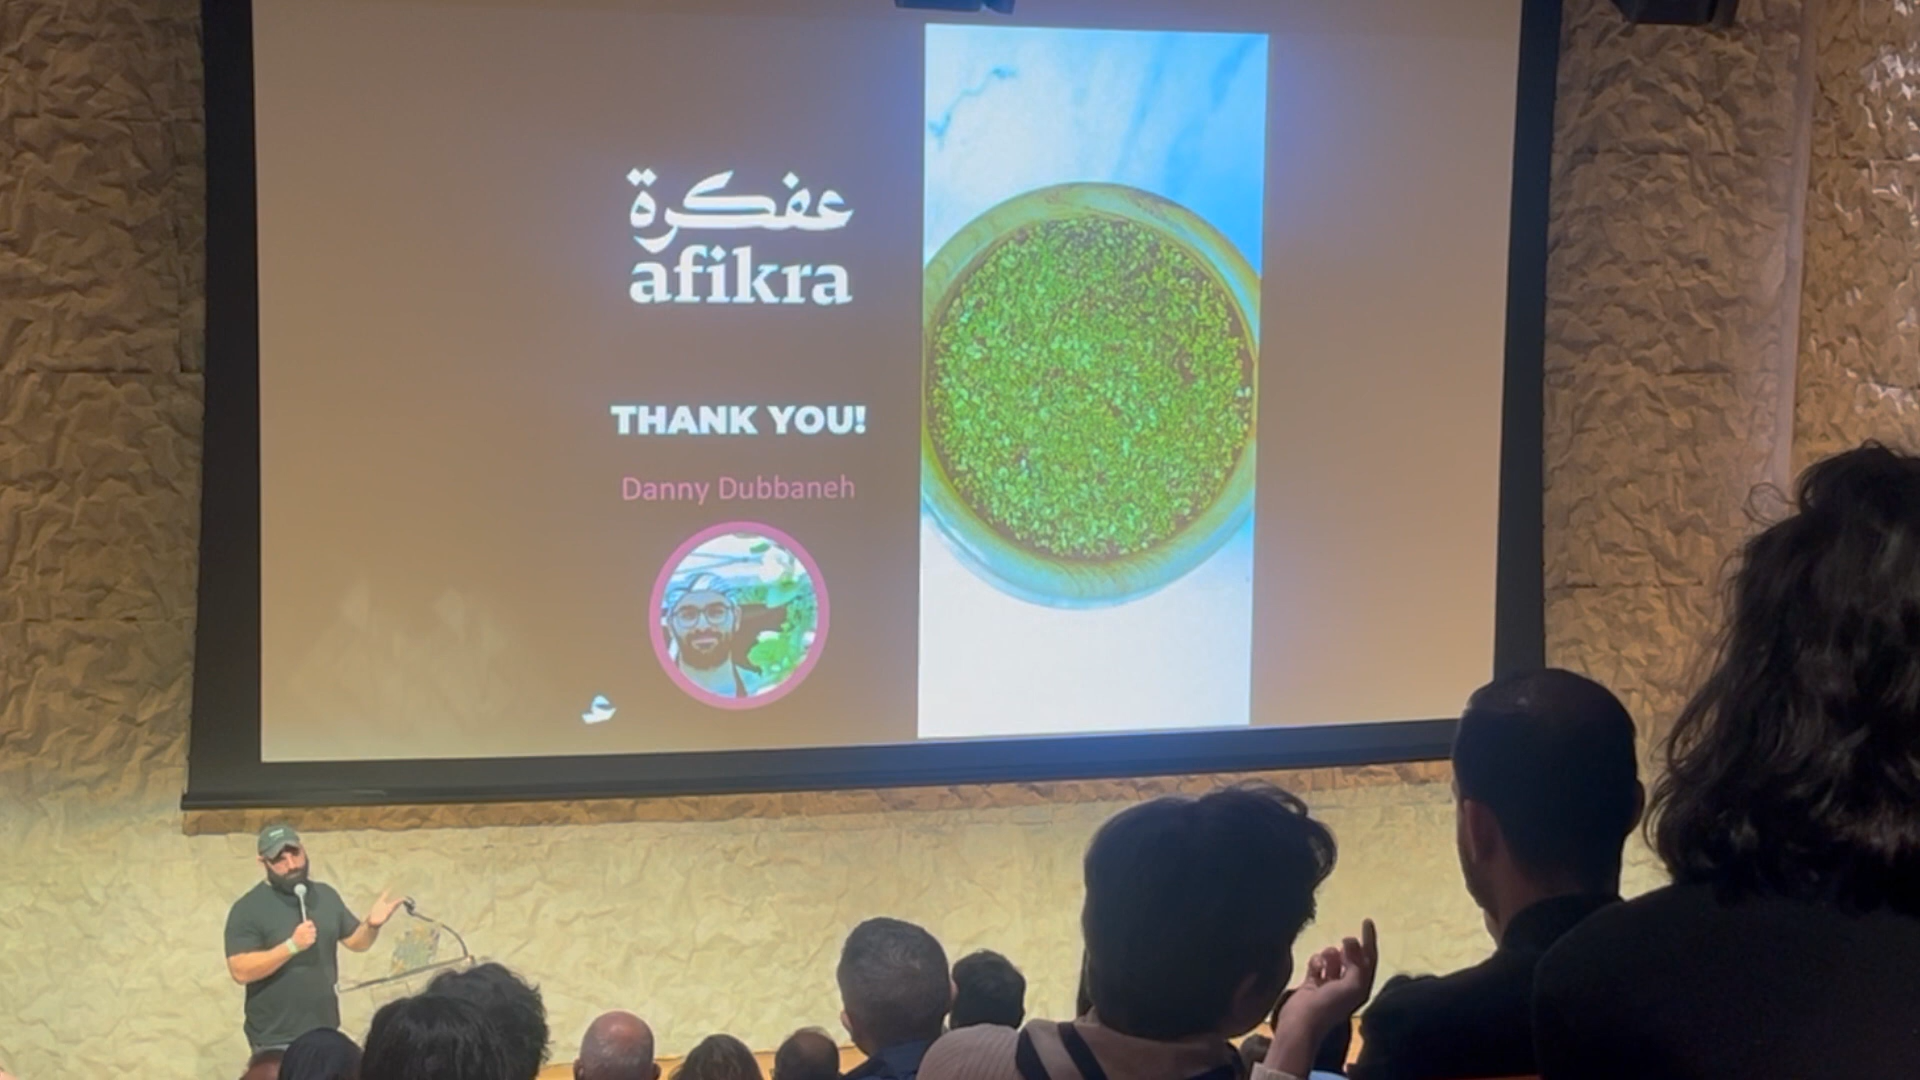 عفكرة
afikra
THANK YOU!
Danny Dubbaneh